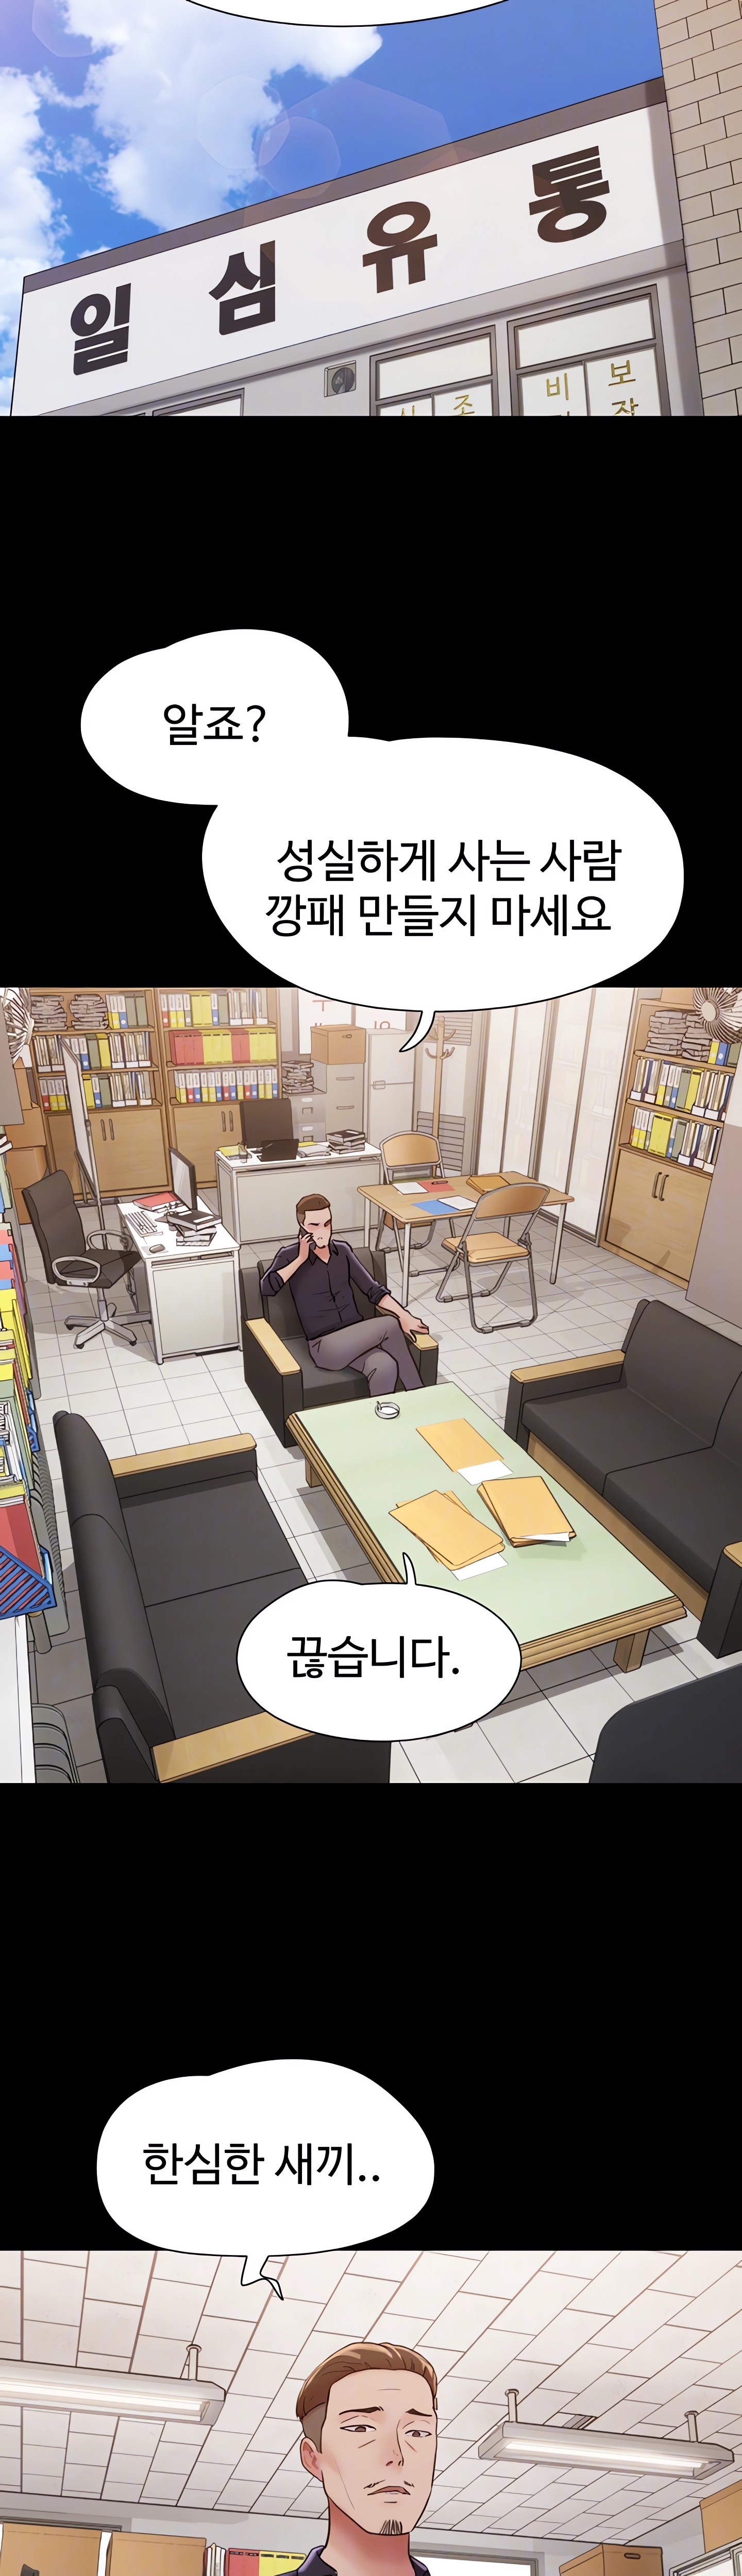 일심유통
비 보
조
알죠?
성실하게 사는 사람
깡패 만들지 마세요
끊습니다.
한심한 새끼..